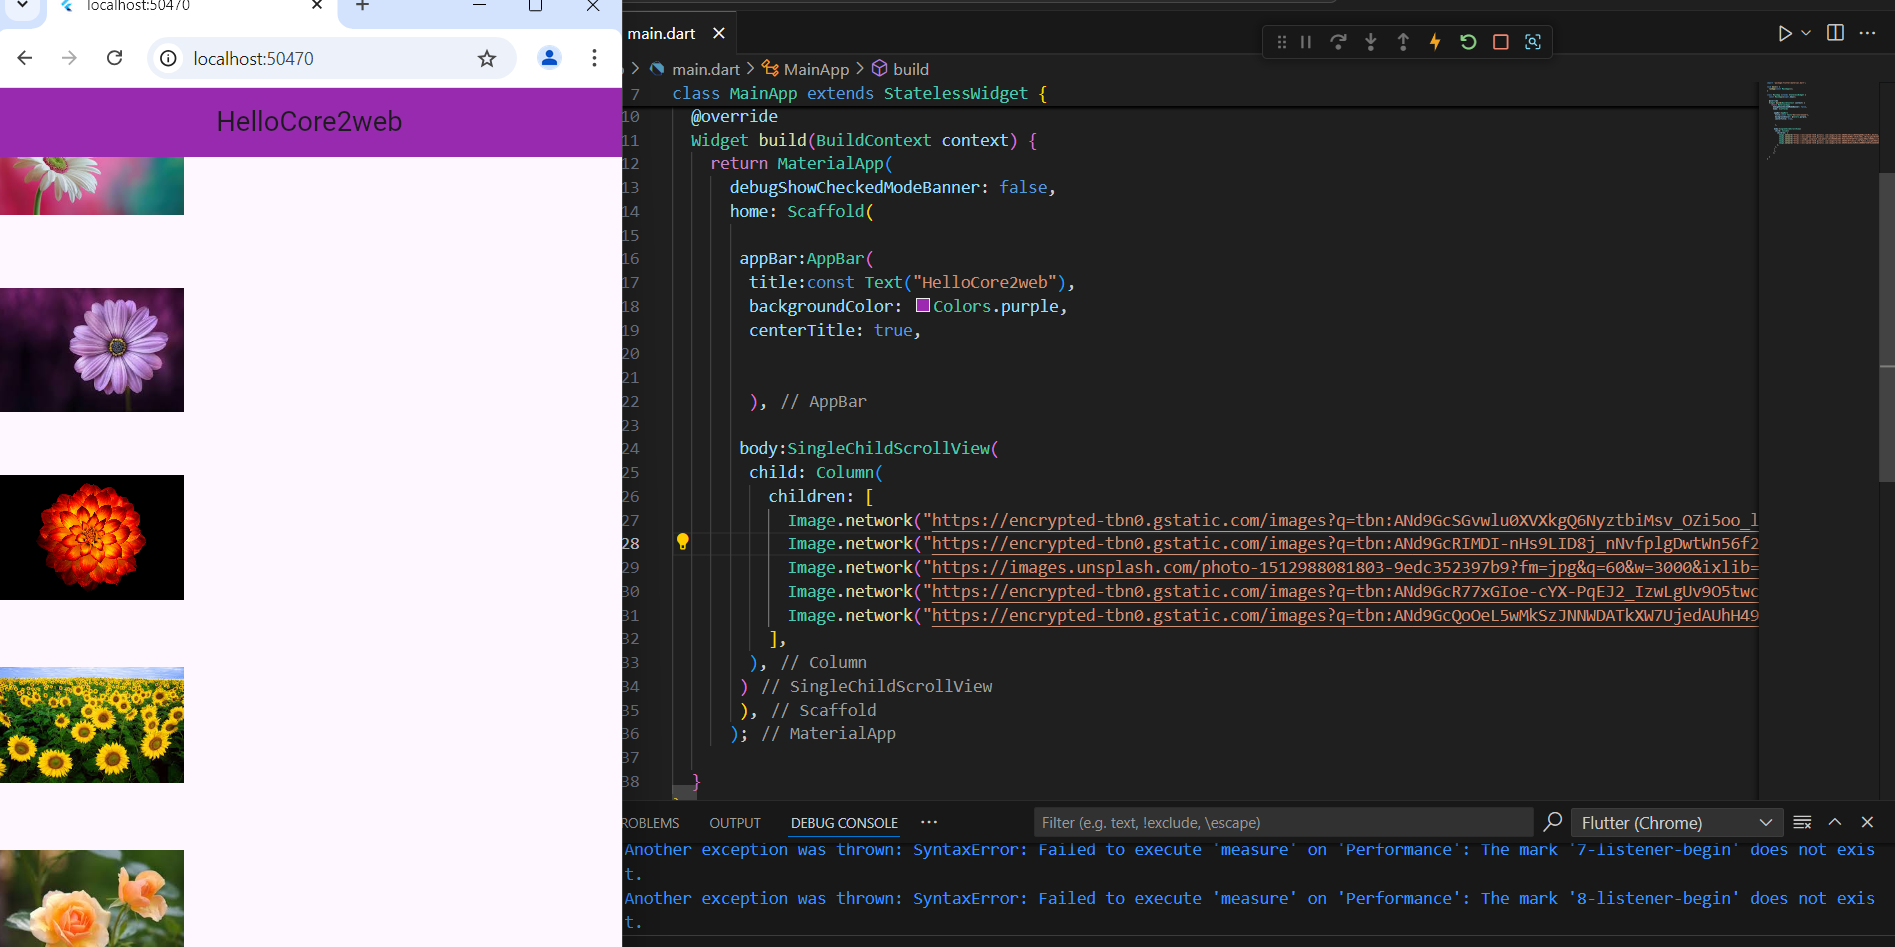 localhost:50470
localhost:50470
HelloCore2web
main.dart
main.dart > MainApp > build
7 class MainApp extends StatelessWidget {
10 @override
11 Widget build(BuildContext context) {
12 return MaterialApp(
13 debugShowCheckedModeBanner: false,
14 home: Scaffold(
15
16 appBar:AppBar(
17 title:const Text("HelloCore2web"),
18 backgroundColor: Colors.purple,
19 centerTitle: true,
20
21
22 ), // AppBar
23
24 body:SingleChildScrollView(
25 child: Column(
26 children: [
27 Image.network("https://encrypted-tbn0.gstatic.com/images?q=tbn:ANd9GcSGvwlu0XVXkgQ6NyztbiMsv_OZi5oo_l
28 Image.network("https://encrypted-tbn0.gstatic.com/images?q=tbn:ANd9GcRIMDI-nHs9LID8j_nNvfplgDwtWn56f2
29 Image.network("https://images.unsplash.com/photo-1512988081803-9edc352397b9?fm=jpg&q=60&w=3000&ixlib=
30 Image.network("https://encrypted-tbn0.gstatic.com/images?q=tbn:ANd9GcR77xGIoe-cYX-PqEJ2_IzwLgUv9O5twc
31 Image.network("https://encrypted-tbn0.gstatic.com/images?q=tbn:ANd9GcQoOeL5wMkSzJNNWDATkXW7UjedAUhH49
32 ],
33 ), // Column
34 ) // SingleChildScrollView
35 ), // Scaffold
36 ); // MaterialApp
37
38 }
ROBLEMS OUTPUT DEBUG CONSOLE ··· Filter (e.g. text, !exclude, \escape) Flutter (Chrome)
Another exception was thrown: SyntaxError: Failed to execute 'measure' on 'Performance': The mark '7-listener-begin' does not exis
t.
Another exception was thrown: SyntaxError: Failed to execute 'measure' on 'Performance': The mark '8-listener-begin' does not exis
t.